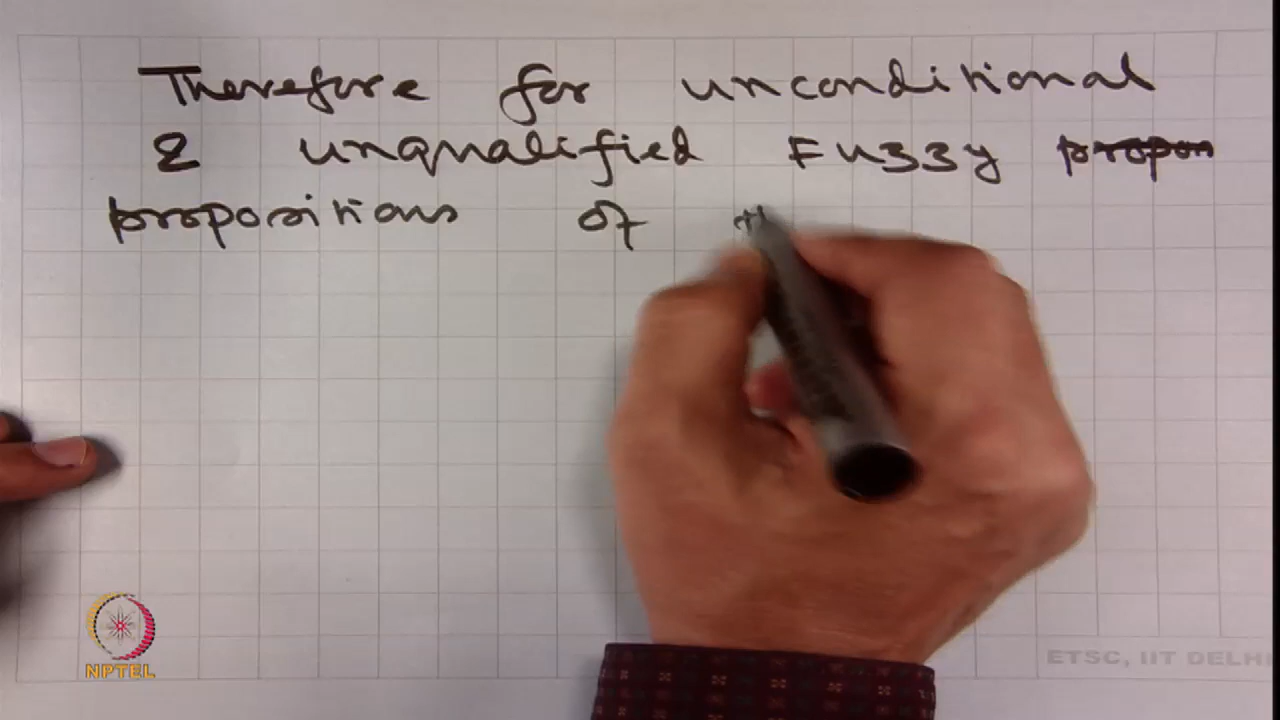 Therefore for unconditional
& unqualified Fuzzy propon
propositions of
NPTEL
ETSC, IIT DELHI